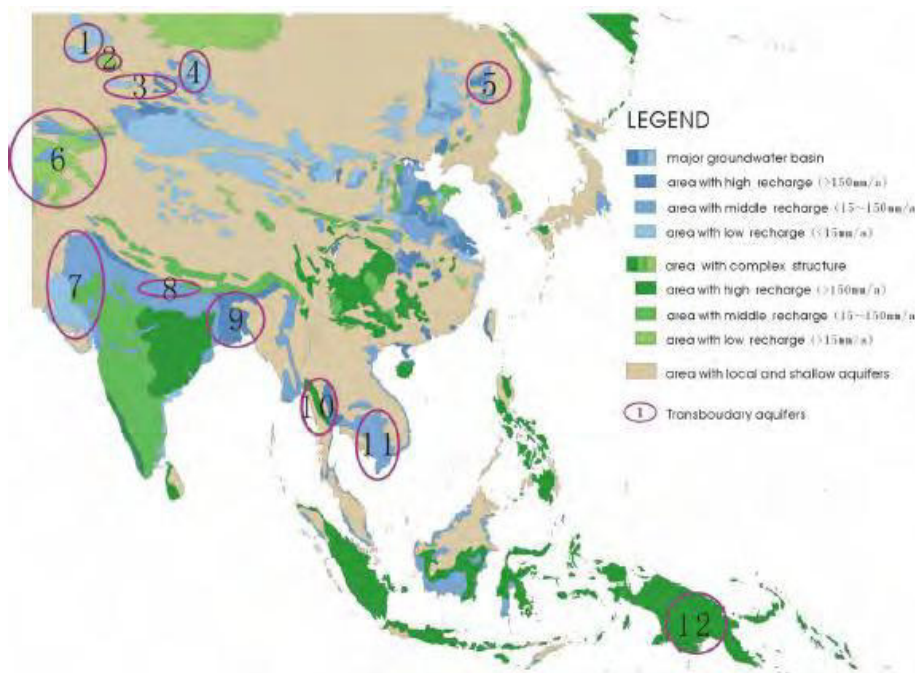 1
2
3
4
5
6
7
8
9
10
11
12
LEGEND
major groundwater basin
area with high recharge (>150mm/a)
area with middle recharge (15~150mm/a
area with low recharge (<15mm/a)
area with complex structure
area with high recharge (>150mm/a)
area with middle recharge (15~150mm/a)
area with low recharge (>15mm/a)
area with local and shallow aquifers
1 Transboudary aquifers